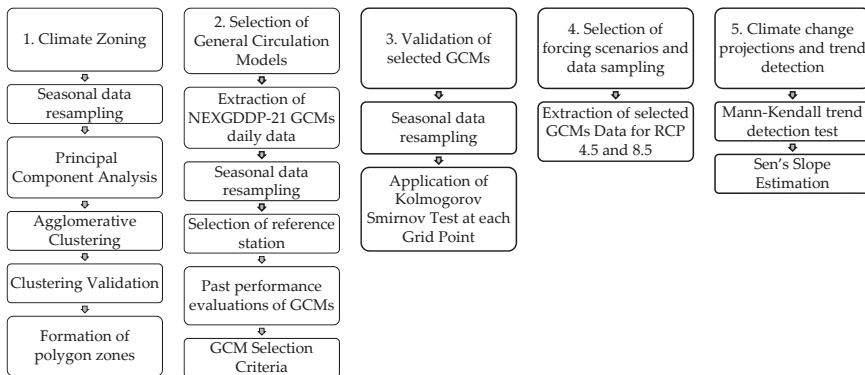 1. Climate Zoning
Seasonal data
resampling
Principal
Component Analysis
Agglomerative
Clustering
Clustering Validation
Formation of
polygon zones
2. Selection of
General Circulation
Models
Extraction of
NEXGDDP-21 GCMs
daily data
Seasonal data
resampling
Selection of reference
station
Past performance
evaluations of GCMs
GCM Selection
Criteria
3. Validation of
selected GCMs
Seasonal data
resampling
Application of
Kolmogorov
Smirnov Test at each
Grid Point
4. Selection of
forcing scenarios and
data sampling
Extraction of selected
GCMs Data for RCP
4.5 and 8.5
5. Climate change
projections and trend
detection
Mann-Kendall trend
detection test
Sen's Slope
Estimation